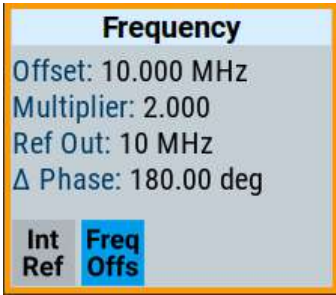 Frequency
Offset: 10.000 MHz
Multiplier: 2.000
Ref Out: 10 MHz
Δ Phase: 180.00 deg
Int Freq
Ref Offs